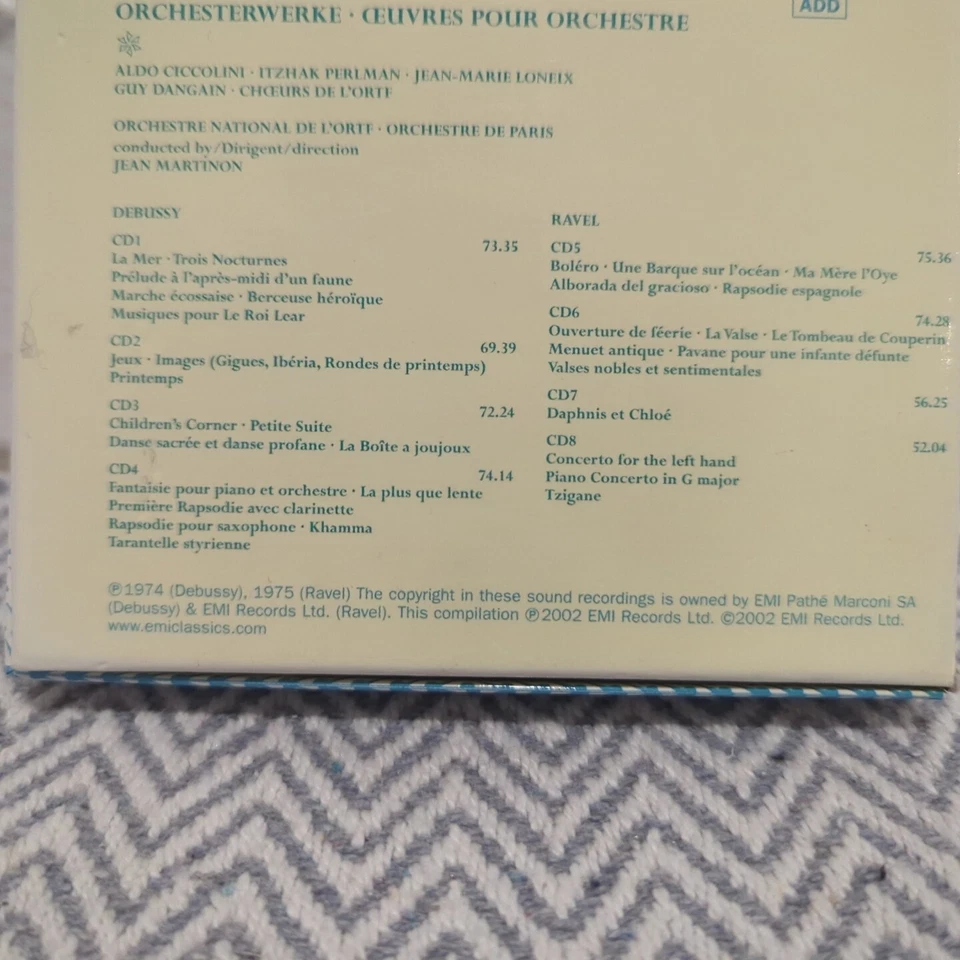 ORCHESTERWERKE · ŒUVRES POUR ORCHESTRE
ADD
ALDO CICCOLINI · ITZHAK PERLMAN · JEAN-MARIE LONEIX
GUY DANGAIN · CHŒURS DE L'ORTF
ORCHESTRE NATIONAL DE L'ORTF · ORCHESTRE DE PARIS
conducted by/Dirigent/direction
JEAN MARTINON
DEBUSSY
CD1 73.35
La Mer · Trois Nocturnes
Prélude à l'après-midi d'un faune
Marche écossaise · Berceuse héroïque
Musiques pour Le Roi Lear
CD2 69.39
Jeux · Images (Gigues, Ibéria, Rondes de printemps)
Printemps
CD3 72.24
Children's Corner · Petite Suite
Danse sacrée et danse profane · La Boîte a joujoux
CD4 74.14
Fantaisie pour piano et orchestre · La plus que lente
Première Rapsodie avec clarinette
Rapsodie pour saxophone · Khamma
Tarantelle styrienne
RAVEL
CD5 75.36
Boléro · Une Barque sur l'océan · Ma Mère l'Oye
Alborada del gracioso · Rapsodie espagnole
CD6 74.28
Ouverture de féerie · La Valse · Le Tombeau de Couperin
Menuet antique · Pavane pour une infante défunte
Valses nobles et sentimentales
CD7 56.25
Daphnis et Chloé
CD8 52.04
Concerto for the left hand
Piano Concerto in G major
Tzigane
℗1974 (Debussy), 1975 (Ravel) The copyright in these sound recordings is owned by EMI Pathé Marconi SA
(Debussy) & EMI Records Ltd. (Ravel). This compilation ℗2002 EMI Records Ltd. ©2002 EMI Records Ltd.
www.emiclassics.com